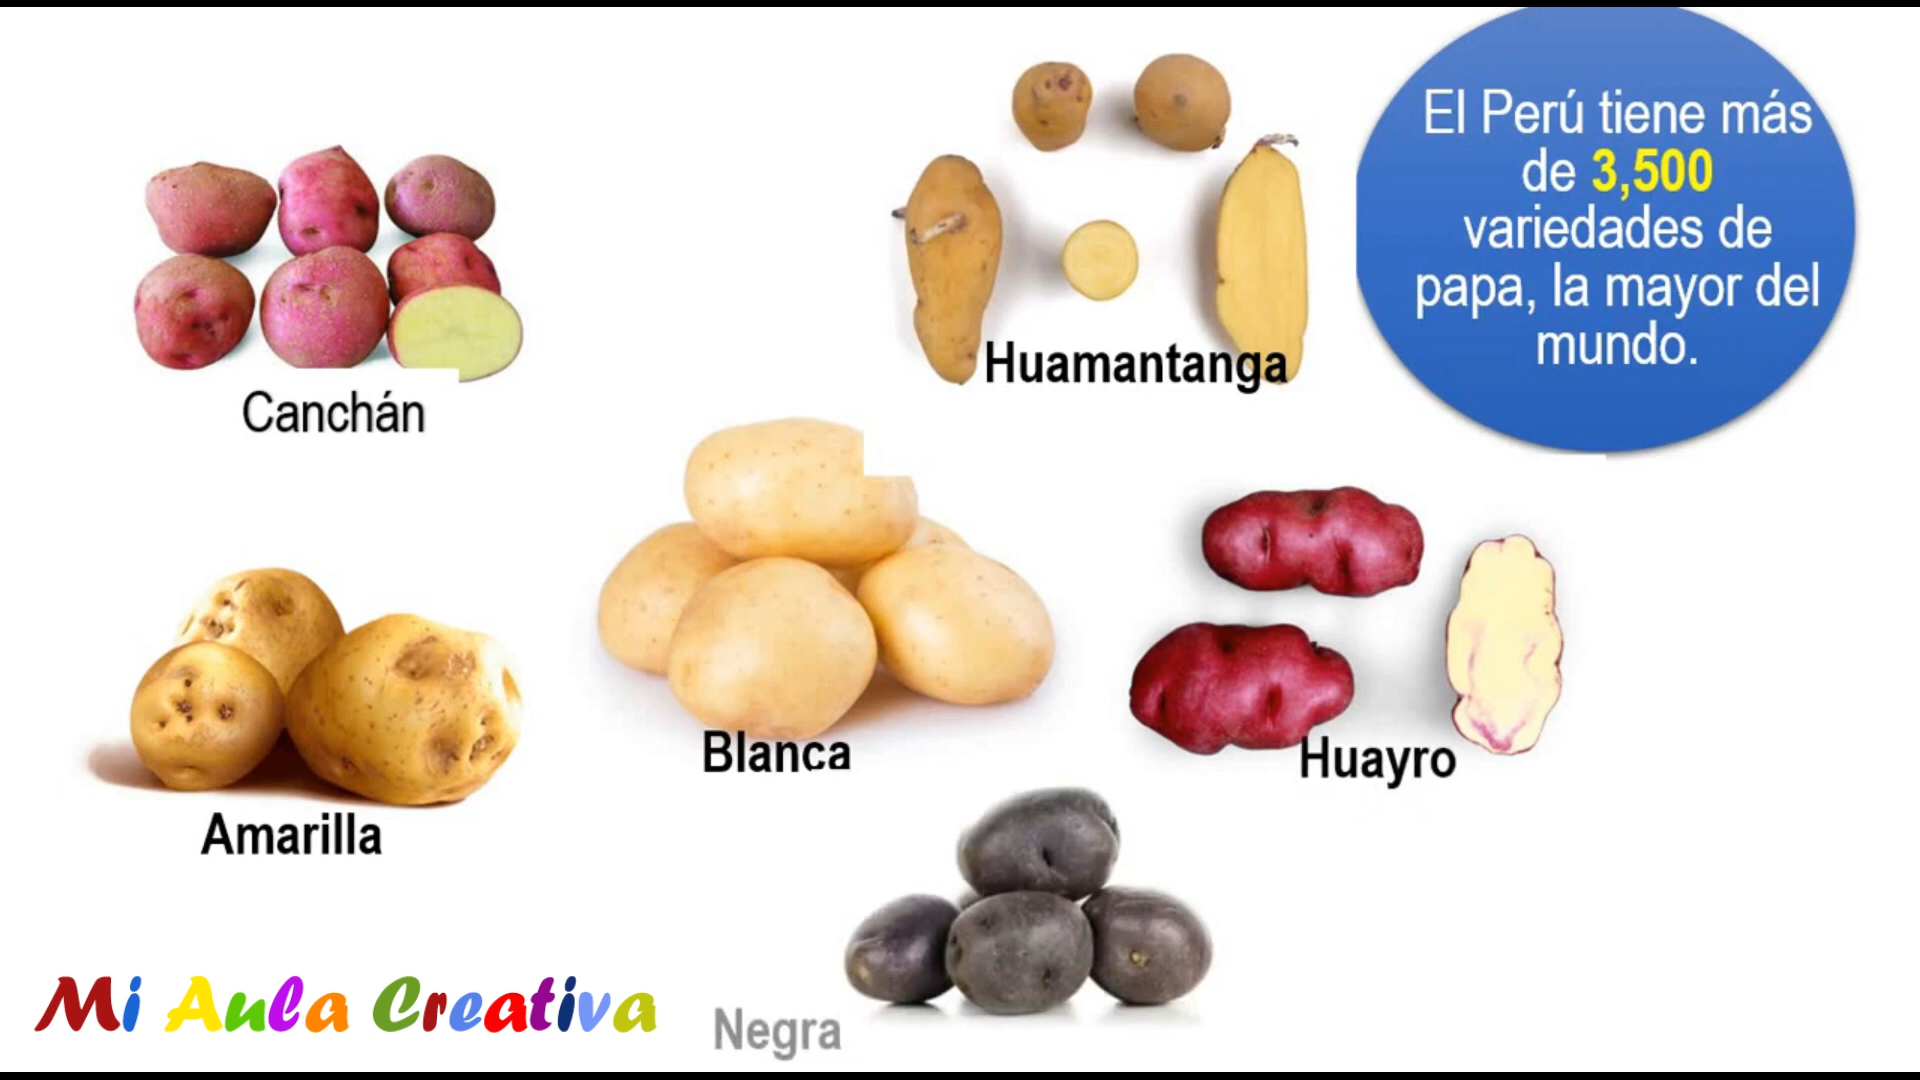 El Perú tiene más
de 3,500
variedades de
papa, la mayor del
mundo.
Huamantanga
Canchán
Blanca
Huayro
Amarilla
Mi Aula Creativa
Negra